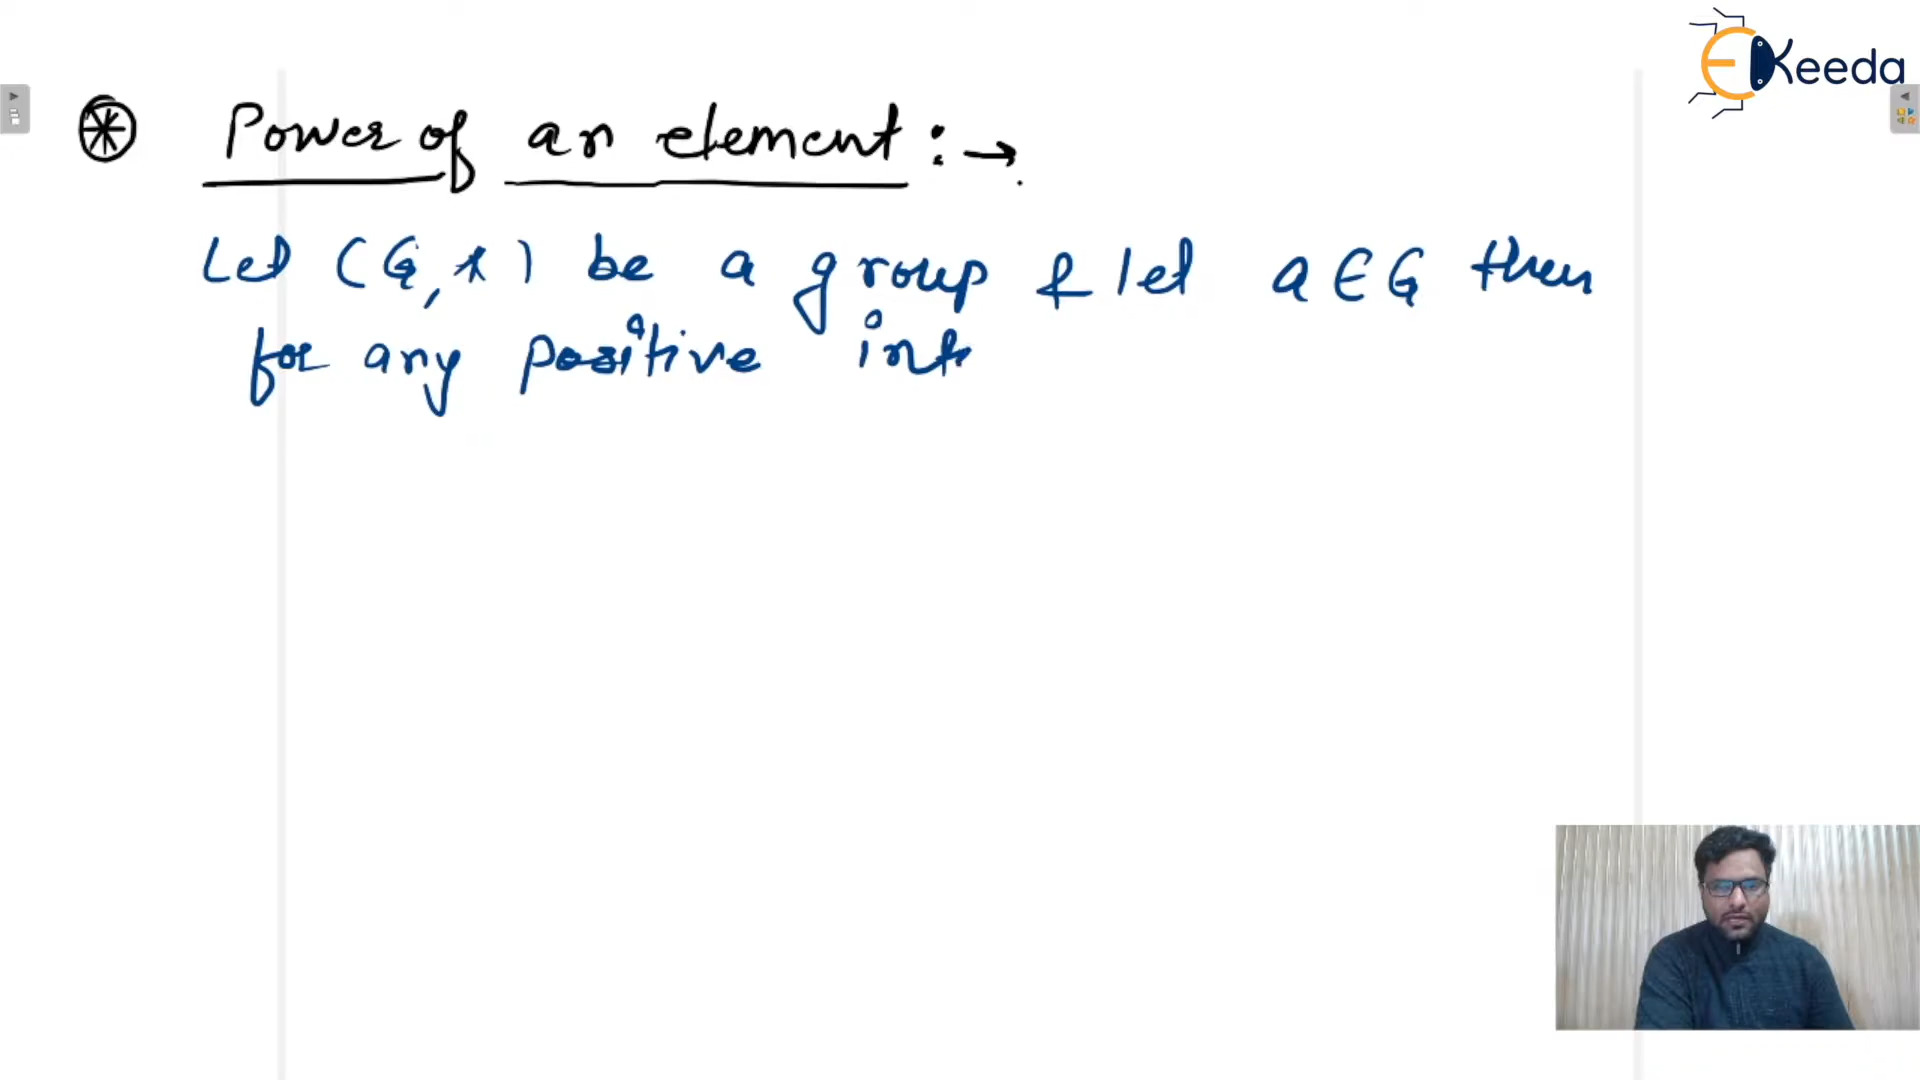 EKeeda
Power of an element :→
Let (G, *) be a group & let a ∈ G then
for any positive int